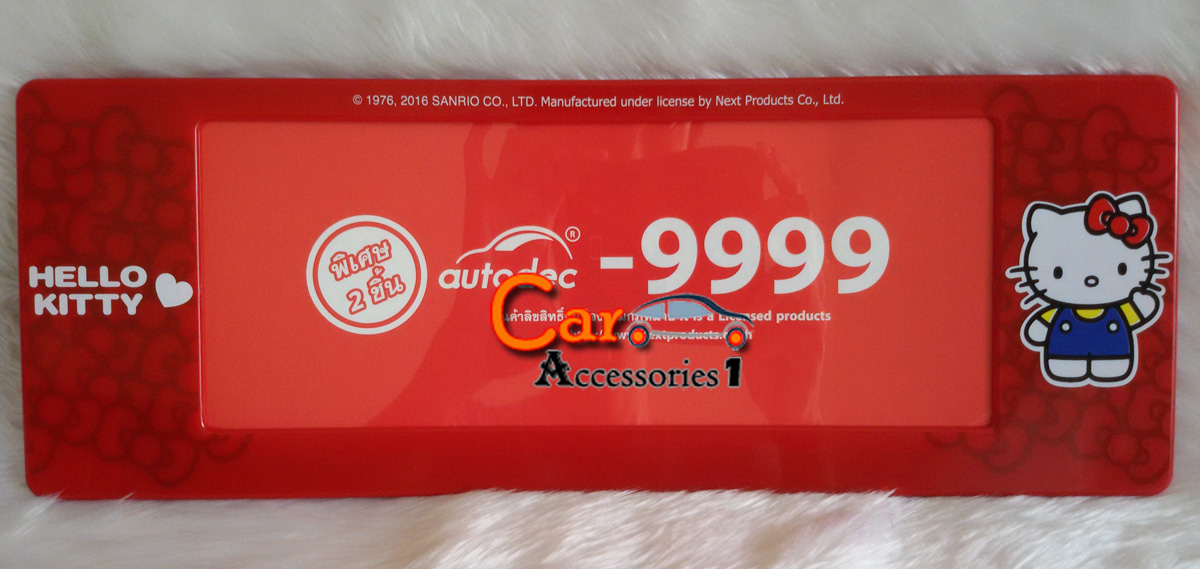 © 1976, 2016 SANRIO CO., LTD. Manufactured under license by Next Products Co., Ltd.
HELLO
KITTY
พิเศษ
2 ชิ้น
autodec ®
-9999
Licensed products
Car
Accessories 1